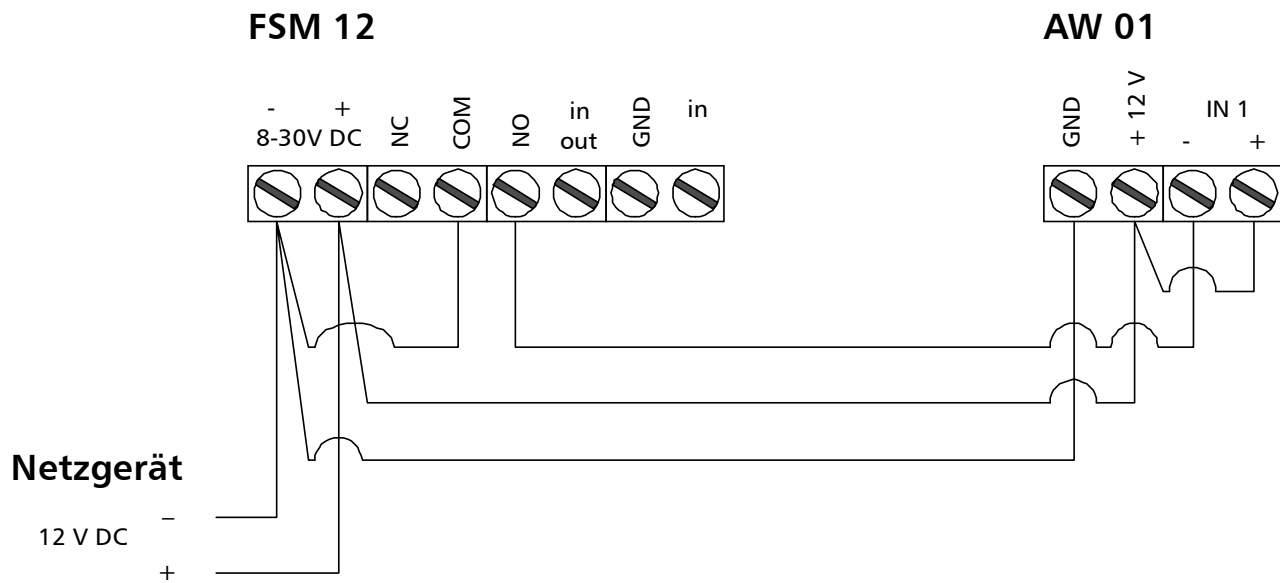 FSM 12
AW 01
- + NC COM NO in GND in
8-30V DC out
GND + 12 V IN 1
- +
Netzgerät
12 V DC
–
+